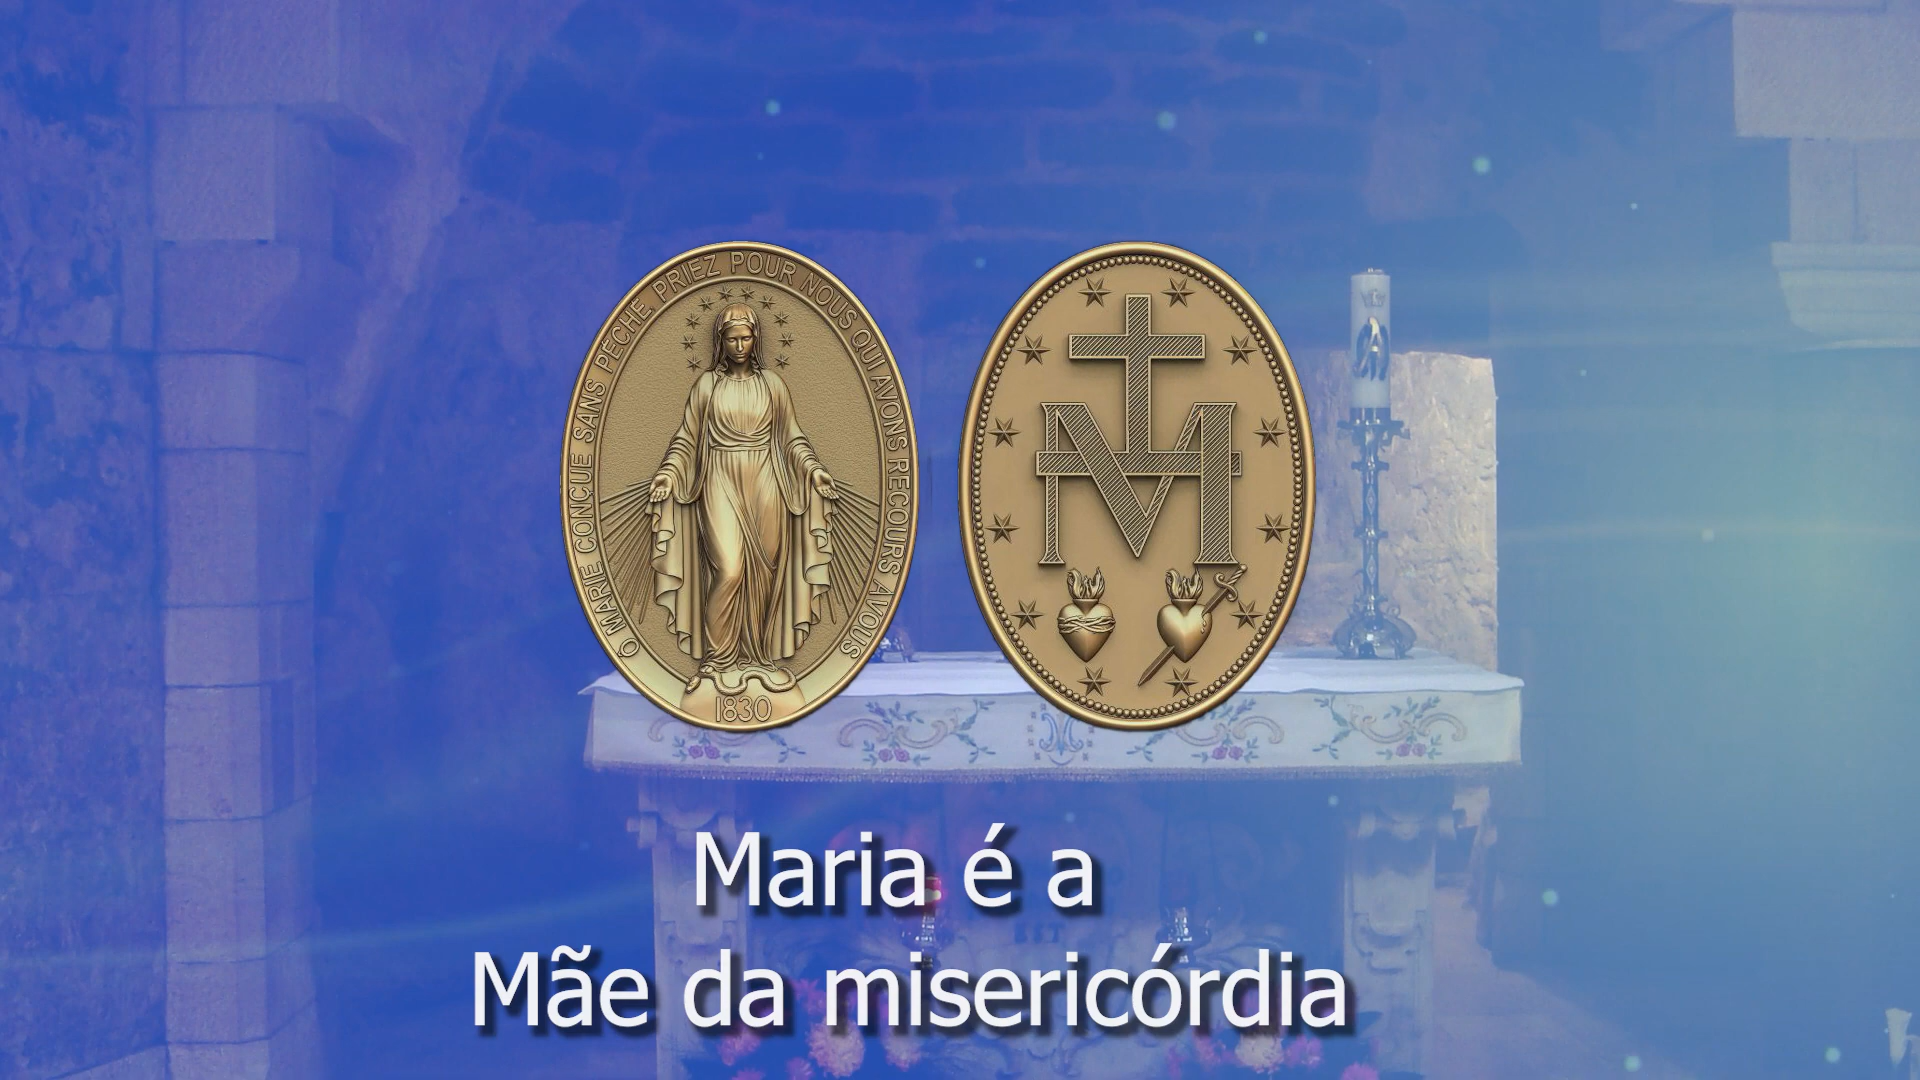 Ô MARIE CONÇUE SANS PÉCHÉ PRIEZ POUR NOUS QUI AVONS RECOURS A VOUS
1830
M
Maria é a
Mãe da misericórdia